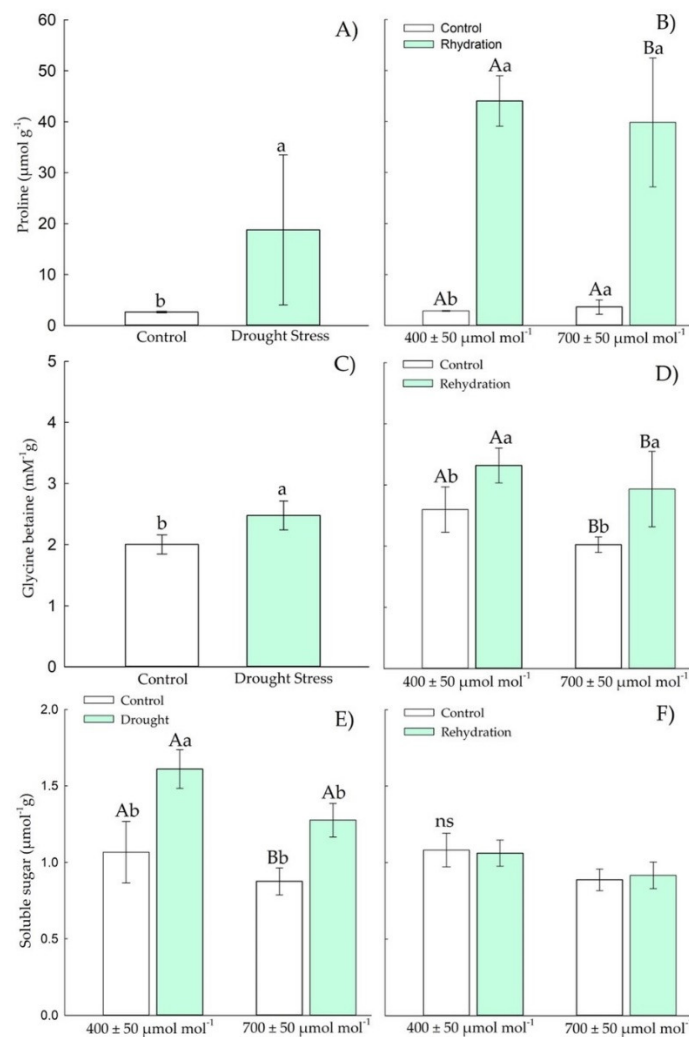 A)
Proline (µmol g⁻¹)
60
50
40
30
20
10
0
b
a
Control
Drought Stress
B)
Control
Rhydration
Aa
Ba
Ab
Aa
400 ± 50 µmol mol⁻¹
700 ± 50 µmol mol⁻¹
C)
Glycine betaine (mM⁻¹g)
5
4
3
2
1
0
b
a
Control
Drought Stress
D)
Control
Rehydration
Ab
Aa
Bb
Ba
400 ± 50 µmol mol⁻¹
700 ± 50 µmol mol⁻¹
E)
Control
Drought
Soluble sugar (µmol⁻¹g)
2.0
1.5
1.0
0.5
0.0
Ab
Aa
Bb
Ab
400 ± 50 µmol mol⁻¹
700 ± 50 µmol mol⁻¹
F)
Control
Rehydration
ns
400 ± 50 µmol mol⁻¹
700 ± 50 µmol mol⁻¹